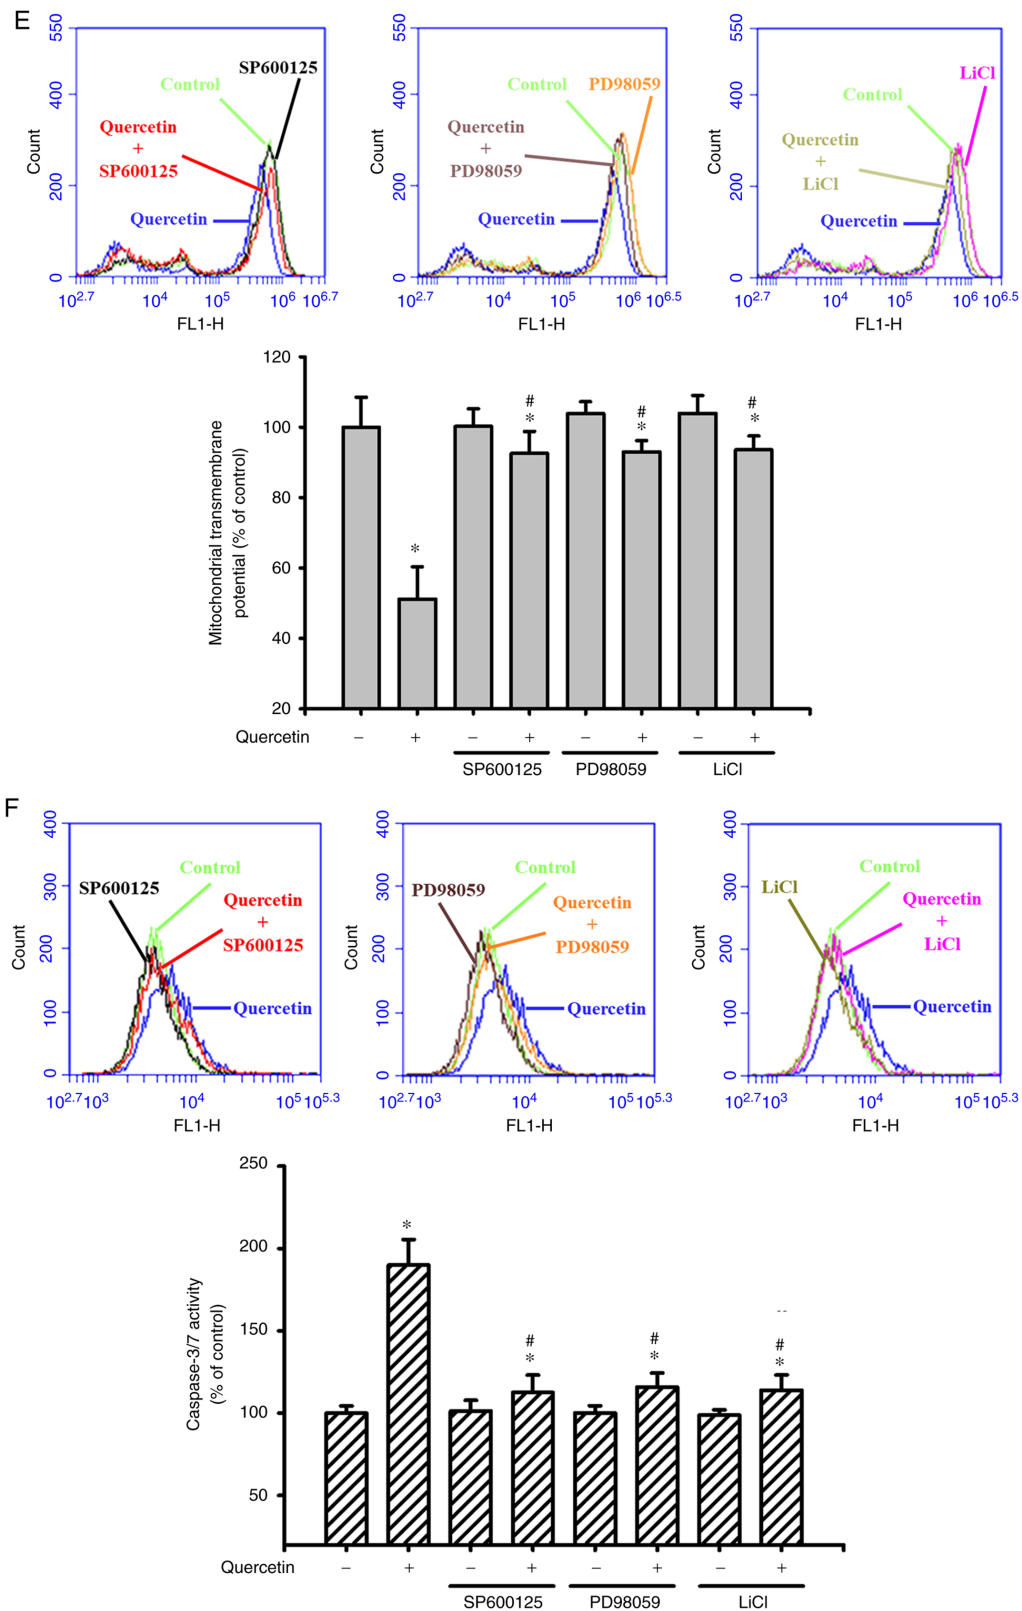 E
550
400
200
0
Count
SP600125
Control
Quercetin
+
SP600125
Quercetin
10^2.7 10^4 10^5 10^6 10^6.7
FL1-H
550
400
200
0
Count
Control
PD98059
Quercetin
+
PD98059
Quercetin
10^2.7 10^4 10^5 10^6 10^6.5
FL1-H
550
400
200
0
Count
LiCl
Control
Quercetin
+
LiCl
Quercetin
10^2.7 10^4 10^5 10^6 10^6.5
FL1-H
Mitochondrial transmembrane
potential (% of control)
120
100
80
60
40
20
*
#
*
#
*
#
*
Quercetin − + − + − + − +
SP600125 PD98059 LiCl
F
400
300
200
100
0
Count
SP600125
Control
Quercetin
+
SP600125
Quercetin
10^2.7 10^3 10^4 10^5 10^5.3
FL1-H
400
300
200
100
0
Count
PD98059
Control
Quercetin
+
PD98059
Quercetin
10^2.7 10^3 10^4 10^5 10^5.3
FL1-H
400
300
200
100
0
Count
LiCl
Control
Quercetin
+
LiCl
Quercetin
10^2.7 10^3 10^4 10^5 10^5.3
FL1-H
Caspase-3/7 activity
(% of control)
250
200
150
100
50
*
#
*
#
*
--
#
*
Quercetin − + − + − + − +
SP600125 PD98059 LiCl